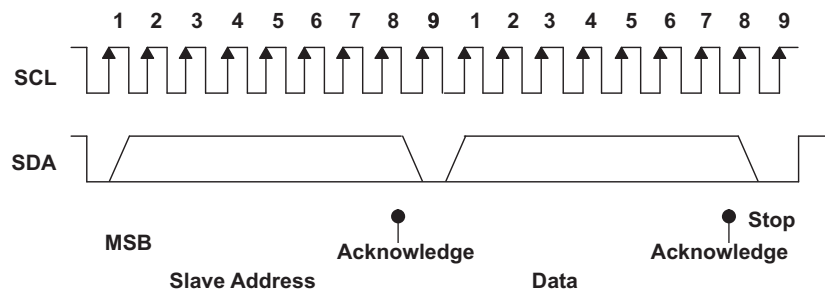 1 2 3 4 5 6 7 8 9 1 2 3 4 5 6 7 8 9
SCL
SDA
Stop
MSB
Acknowledge Acknowledge
Slave Address Data